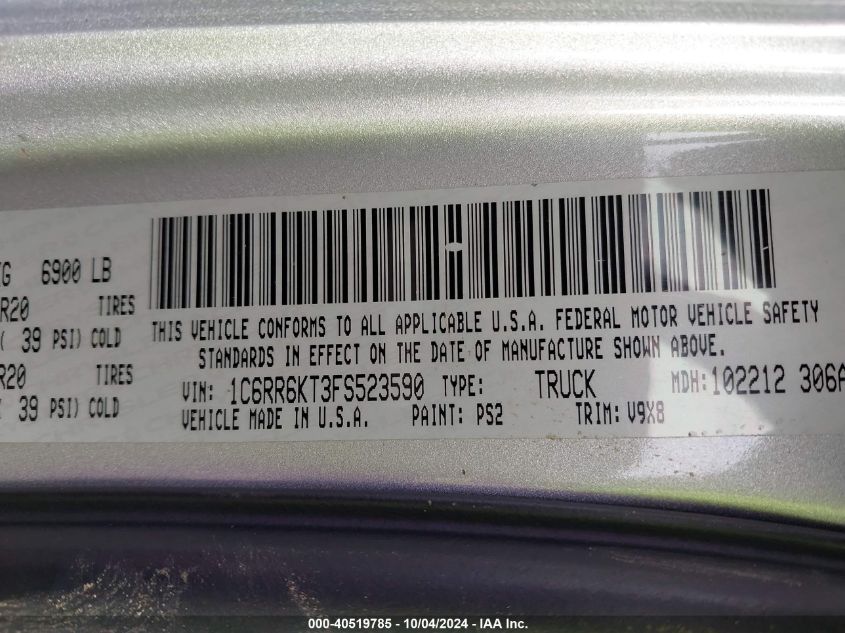 G 6900 LB
R20 TIRES
( 39 PSI) COLD
R20 TIRES
( 39 PSI) COLD
THIS VEHICLE CONFORMS TO ALL APPLICABLE U.S.A. FEDERAL MOTOR VEHICLE SAFETY
STANDARDS IN EFFECT ON THE DATE OF MANUFACTURE SHOWN ABOVE.
VIN: 1C6RR6KT3FS523590 TYPE: TRUCK MDH: 102212 306A
VEHICLE MADE IN U.S.A. PAINT: PS2 TRIM: V9X8
000-40519785 - 10/04/2024 - IAA Inc.